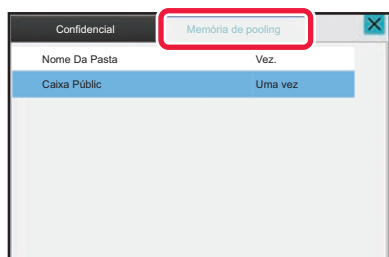 Confidencial Memória de pooling
Nome Da Pasta Vez.
Caixa Públic Uma vez